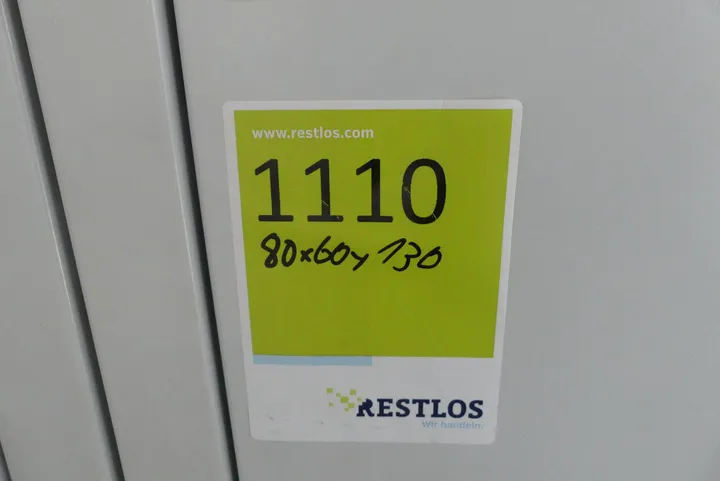 www.restlos.com
1110
80x60x130
RESTLOS
Wir handeln.